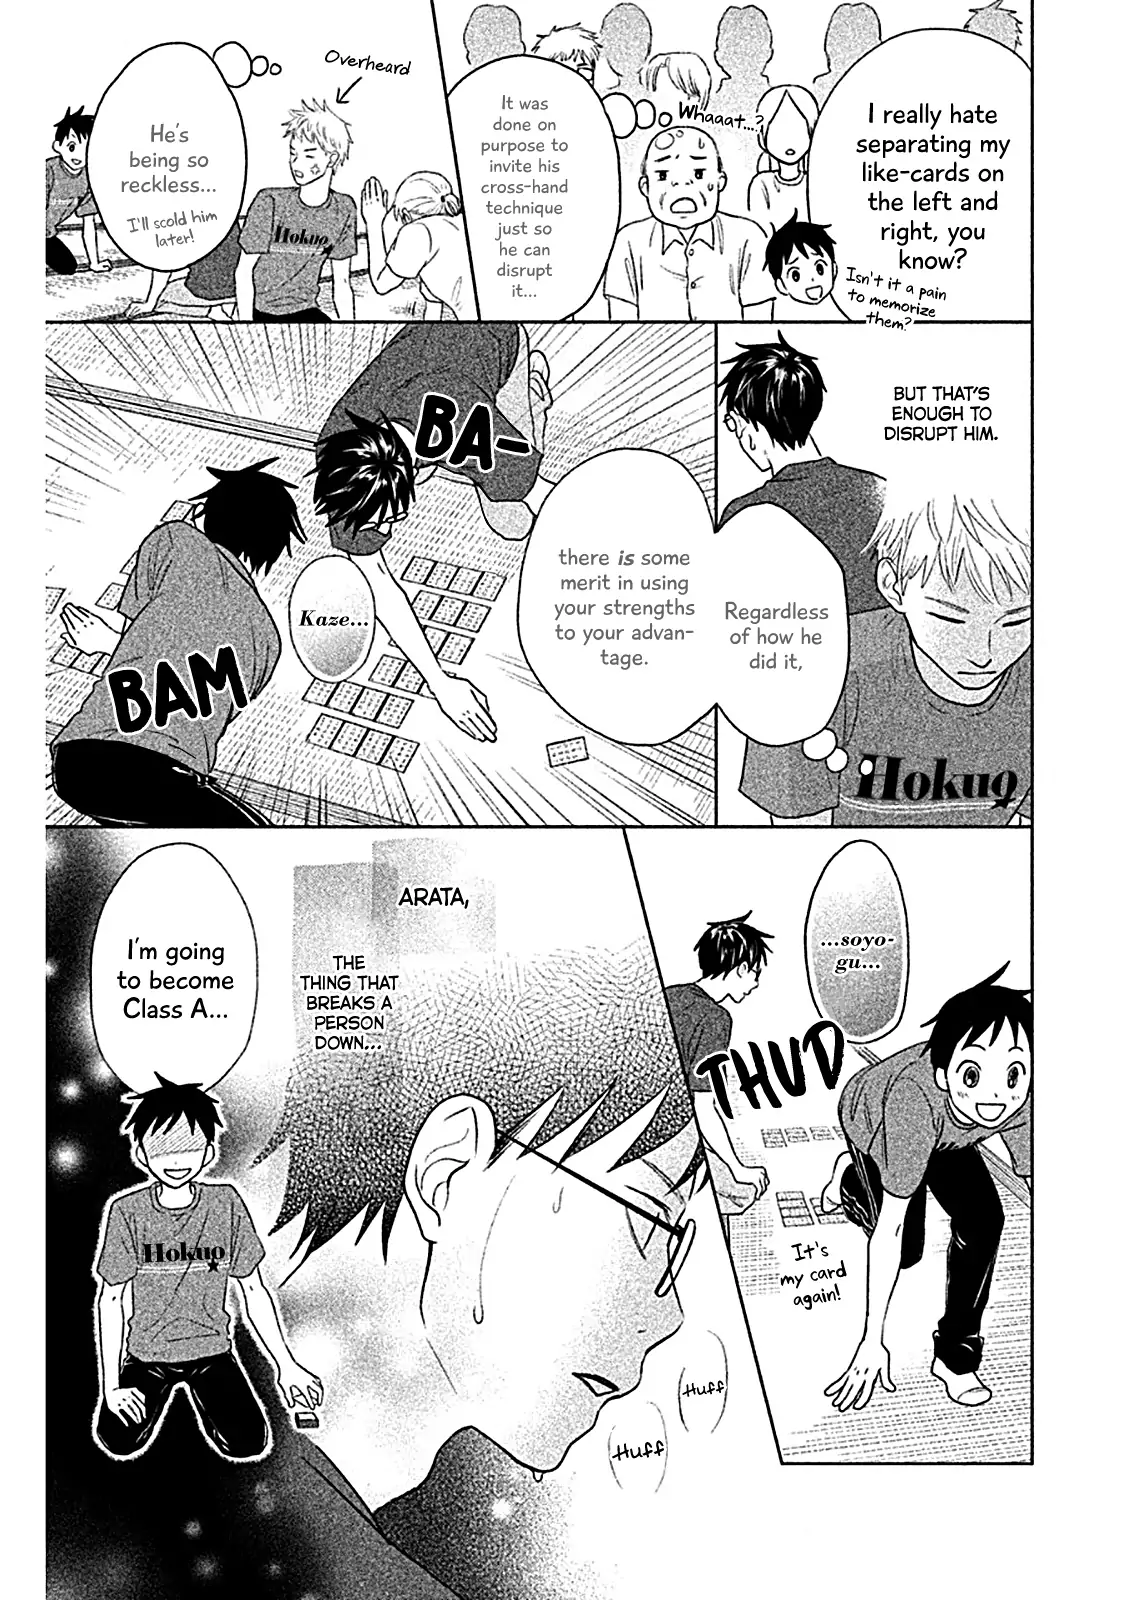 I really hate
separating my
like-cards on
the left and
right, you
know?
Isn't it a pain
to memorize
them?
Whaaat...?
It was
done on
purpose to
invite his
cross-hand
technique
just so
he can
disrupt
it...
Overheard
Hokuo
He's
being so
reckless...
I'll scold him
later!
BUT THAT'S
ENOUGH TO
DISRUPT HIM.
Regardless
of how he
did it,
Hokuo
there is some
merit in using
your strengths
to your advan-
tage.
BA-
Kaze...
BAM
...soyo-
gu...
THUD
It's
my card
again!
ARATA,
THE
THING THAT
BREAKS A
PERSON
DOWN...
Huff
Huff
I'm going
to become
Class A...
Hokuo